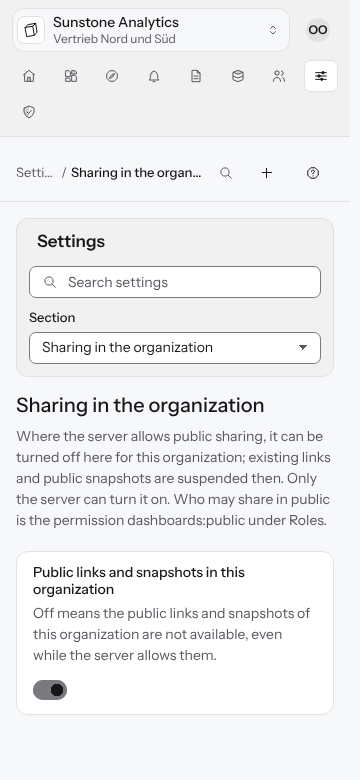 Sunstone Analytics
Vertrieb Nord und Süd
OO
Setti… / Sharing in the organ…
Settings
Search settings
Section
Sharing in the organization
Sharing in the organization
Where the server allows public sharing, it can be
turned off here for this organization; existing links
and public snapshots are suspended then. Only
the server can turn it on. Who may share in public
is the permission dashboards:public under Roles.
Public links and snapshots in this
organization
Off means the public links and snapshots of
this organization are not available, even
while the server allows them.